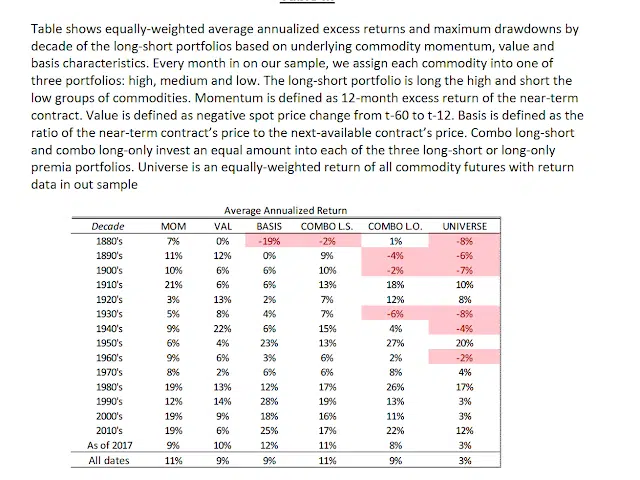 Table shows equally-weighted average annualized excess returns and maximum drawdowns by
decade of the long-short portfolios based on underlying commodity momentum, value and
basis characteristics. Every month in on our sample, we assign each commodity into one of
three portfolios: high, medium and low. The long-short portfolio is long the high and short the
low groups of commodities. Momentum is defined as 12-month excess return of the near-term
contract. Value is defined as negative spot price change from t-60 to t-12. Basis is defined as the
ratio of the near-term contract's price to the next-available contract's price. Combo long-short
and combo long-only invest an equal amount into each of the three long-short or long-only
premia portfolios. Universe is an equally-weighted return of all commodity futures with return
data in out sample
Average Annualized Return
Decade MOM VAL BASIS COMBO L.S. COMBO L.O. UNIVERSE
1880's 7% 0% -19% -2% 1% -8%
1890's 11% 12% 0% 9% -4% -6%
1900's 10% 6% 6% 10% -2% -7%
1910's 21% 6% 6% 13% 18% 10%
1920's 3% 13% 2% 7% 12% 8%
1930's 5% 8% 4% 7% -6% -8%
1940's 9% 22% 6% 15% 4% -4%
1950's 6% 4% 23% 13% 27% 20%
1960's 9% 6% 3% 6% 2% -2%
1970's 8% 2% 6% 6% 8% 4%
1980's 19% 13% 12% 17% 26% 17%
1990's 12% 14% 28% 19% 13% 3%
2000's 19% 9% 18% 16% 11% 3%
2010's 19% 6% 25% 17% 22% 12%
As of 2017 9% 10% 12% 11% 8% 3%
All dates 11% 9% 9% 11% 9% 3%